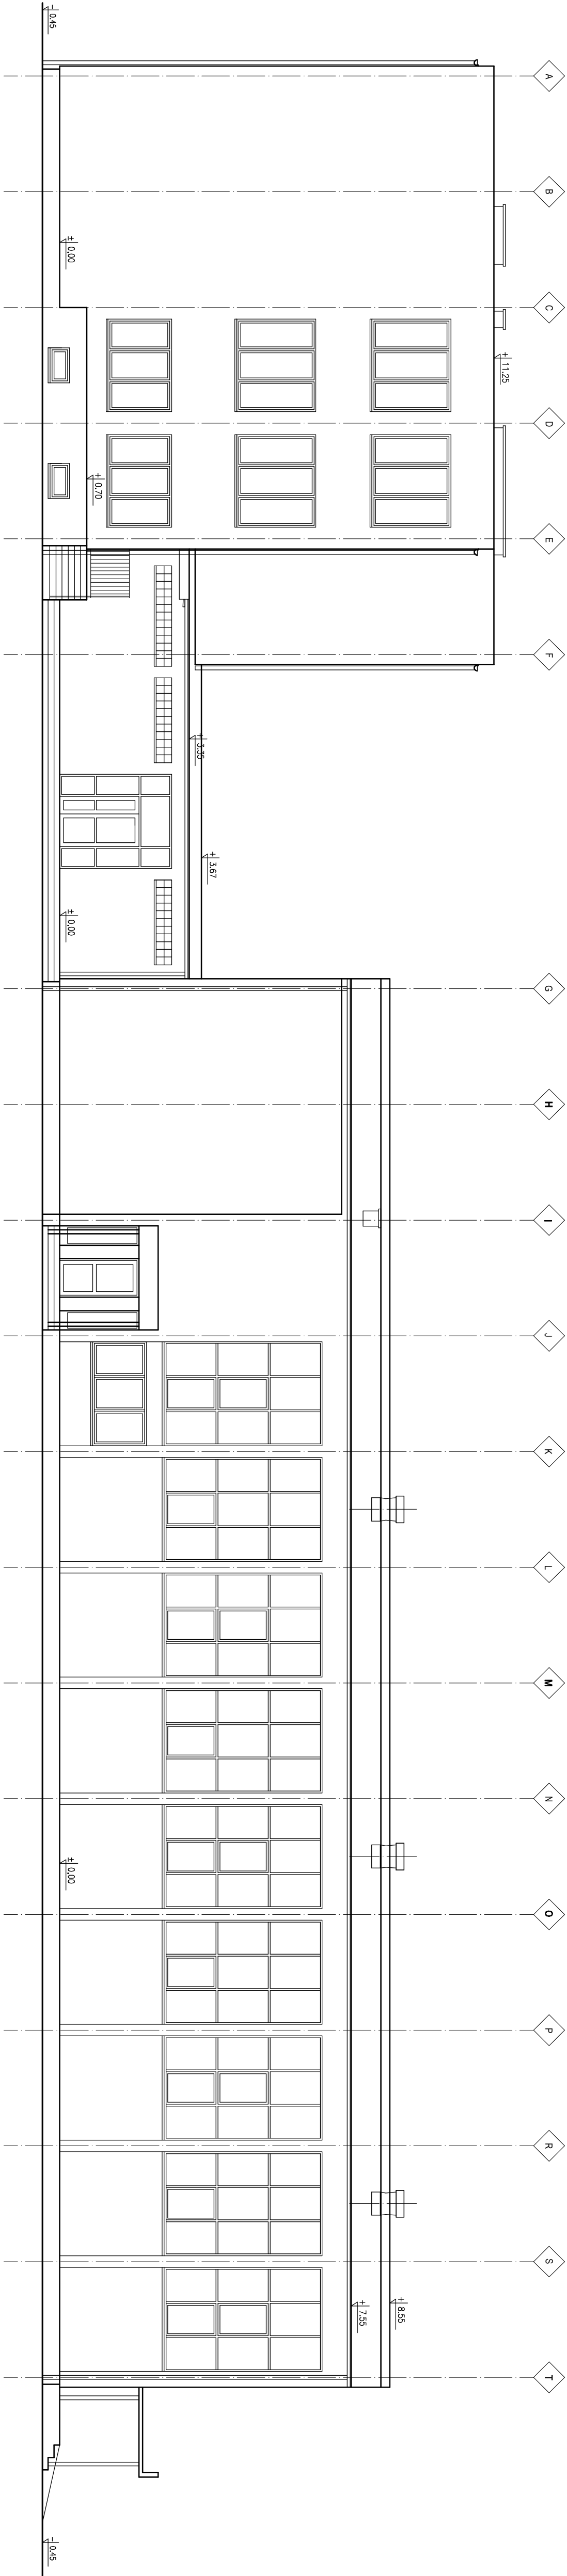 -0.45
A
B
± 0.00
C
+ 11.25
D
+ 0.70
E
F
+ 3.35
+ 3.67
± 0.00
G
H
I
J
K
L
M
N
± 0.00
O
P
R
S
+ 8.55
+ 7.55
T
-0.45